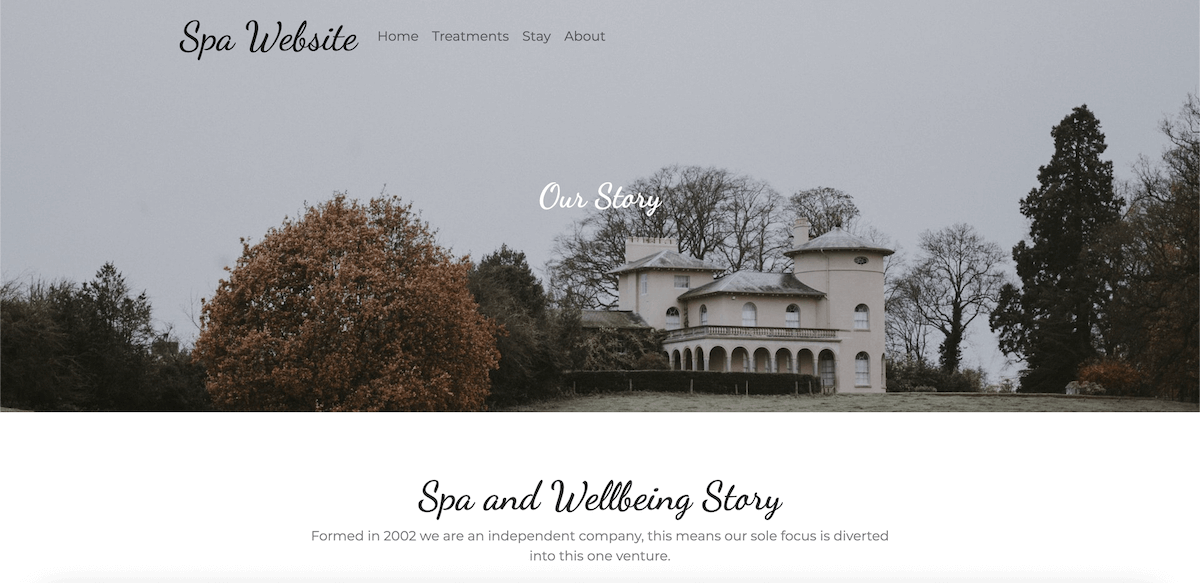 Spa Website Home Treatments Stay About
Our Story
Spa and Wellbeing Story
Formed in 2002 we are an independent company, this means our sole focus is diverted
into this one venture.